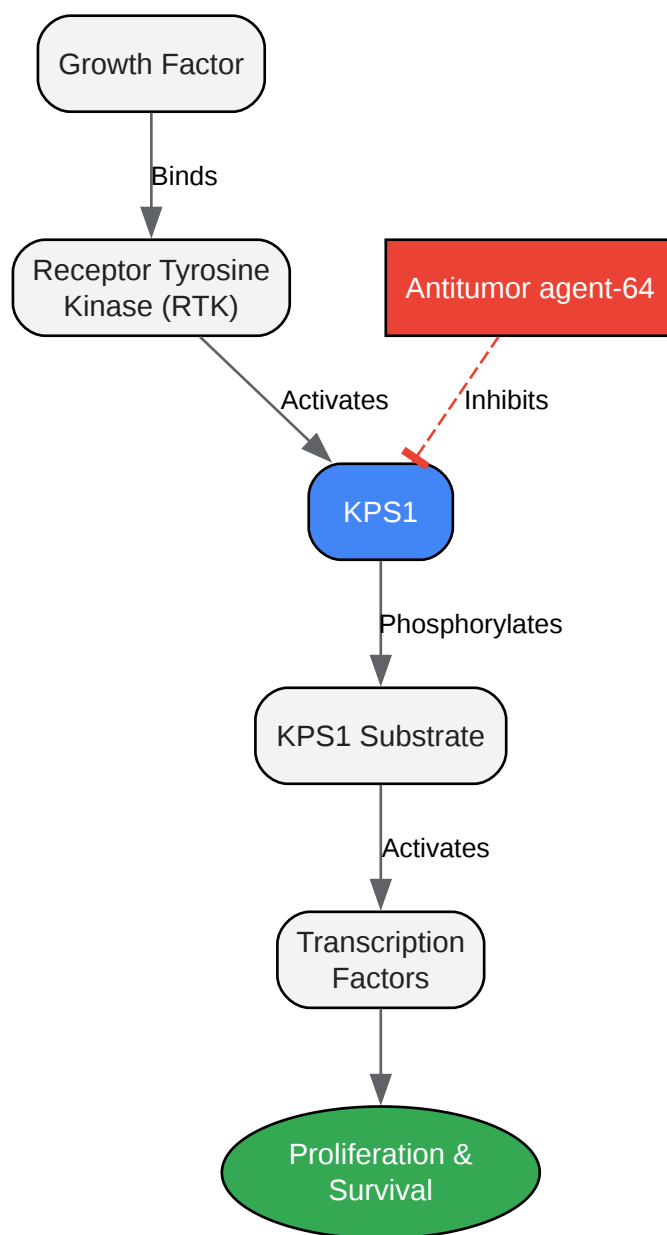 Growth Factor
Binds
Receptor Tyrosine
Kinase (RTK)
Antitumor agent-64
Activates
Inhibits
KPS1
Phosphorylates
KPS1 Substrate
Activates
Transcription
Factors
Proliferation &
Survival